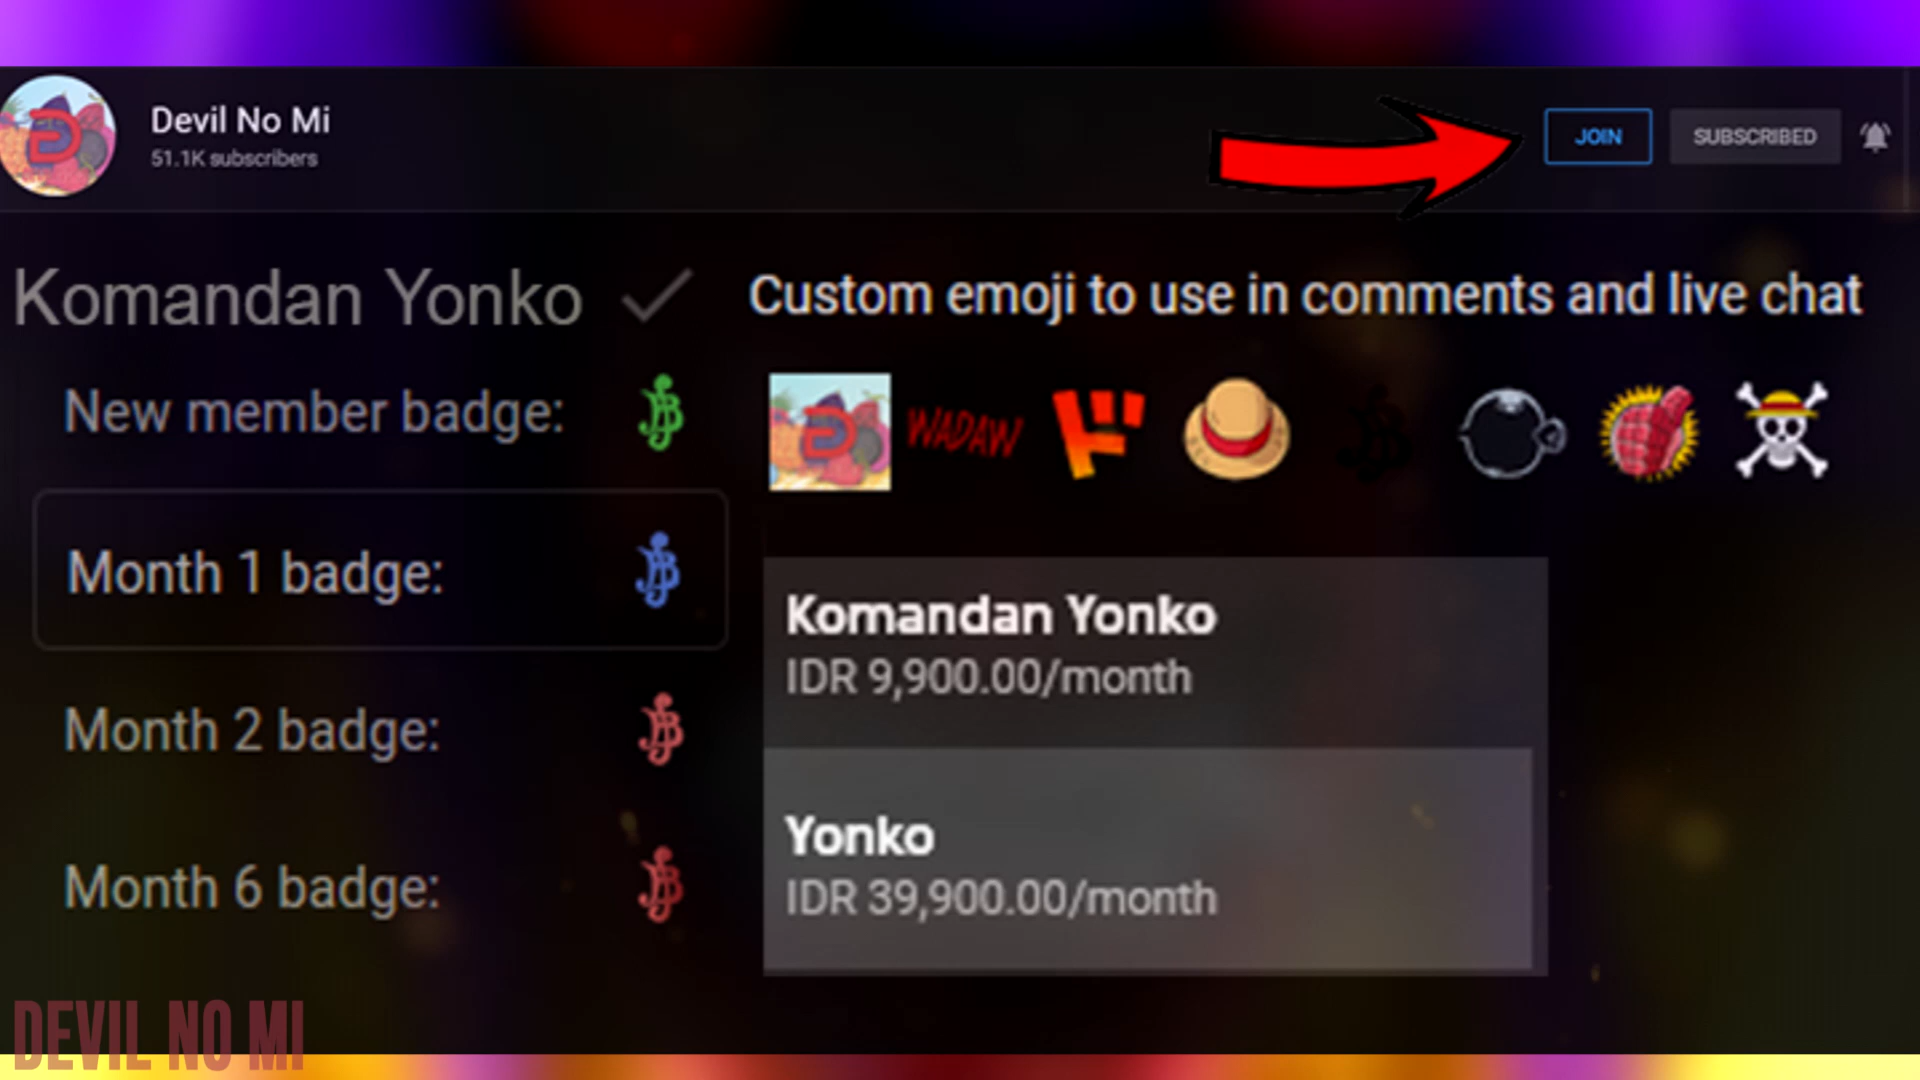 Devil No Mi
51.1K subscribers
JOIN
SUBSCRIBED
Komandan Yonko
New member badge:
Month 1 badge:
Month 2 badge:
Month 6 badge:
Custom emoji to use in comments and live chat
WADAW
ド
Komandan Yonko
IDR 9,900.00/month
Yonko
IDR 39,900.00/month
DEVIL NO MI